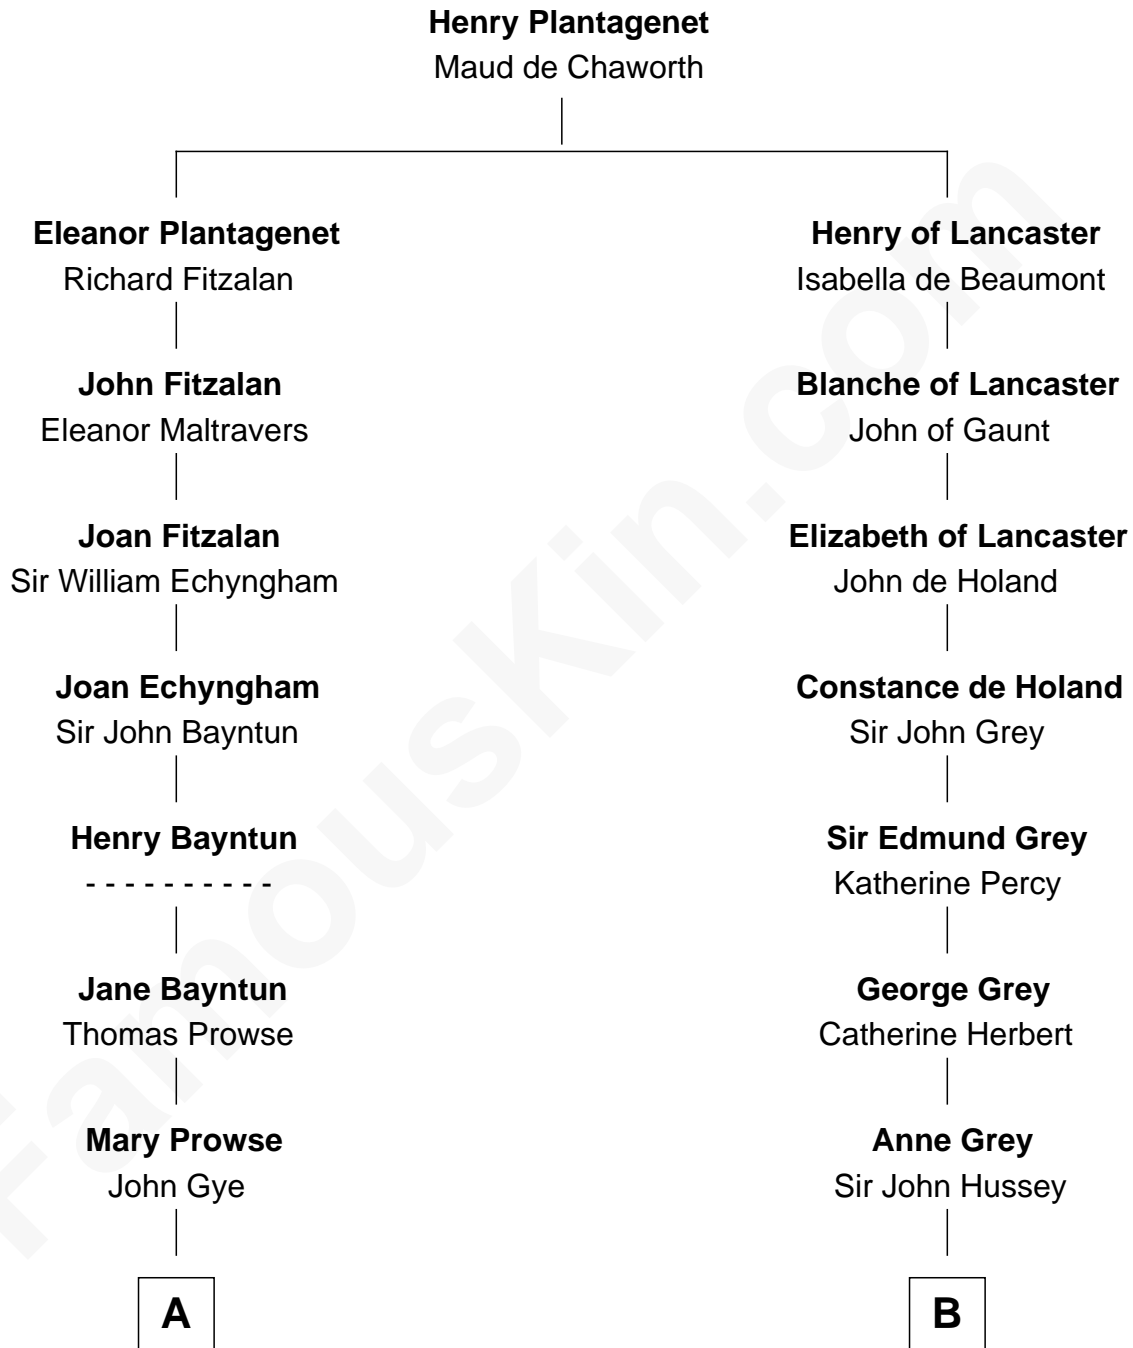 Henry Plantagenet
Maud de Chaworth
Eleanor Plantagenet
Richard Fitzalan
Henry of Lancaster
Isabella de Beaumont
John Fitzalan
Eleanor Maltravers
Blanche of Lancaster
John of Gaunt
Joan Fitzalan
Sir William Echyngham
Elizabeth of Lancaster
John de Holand
Joan Echyngham
Sir John Bayntun
Constance de Holand
Sir John Grey
Henry Bayntun
- - - - - - - - - -
Sir Edmund Grey
Katherine Percy
Jane Bayntun
Thomas Prowse
George Grey
Catherine Herbert
Mary Prowse
John Gye
Anne Grey
Sir John Hussey
A
B
FamousKin.com